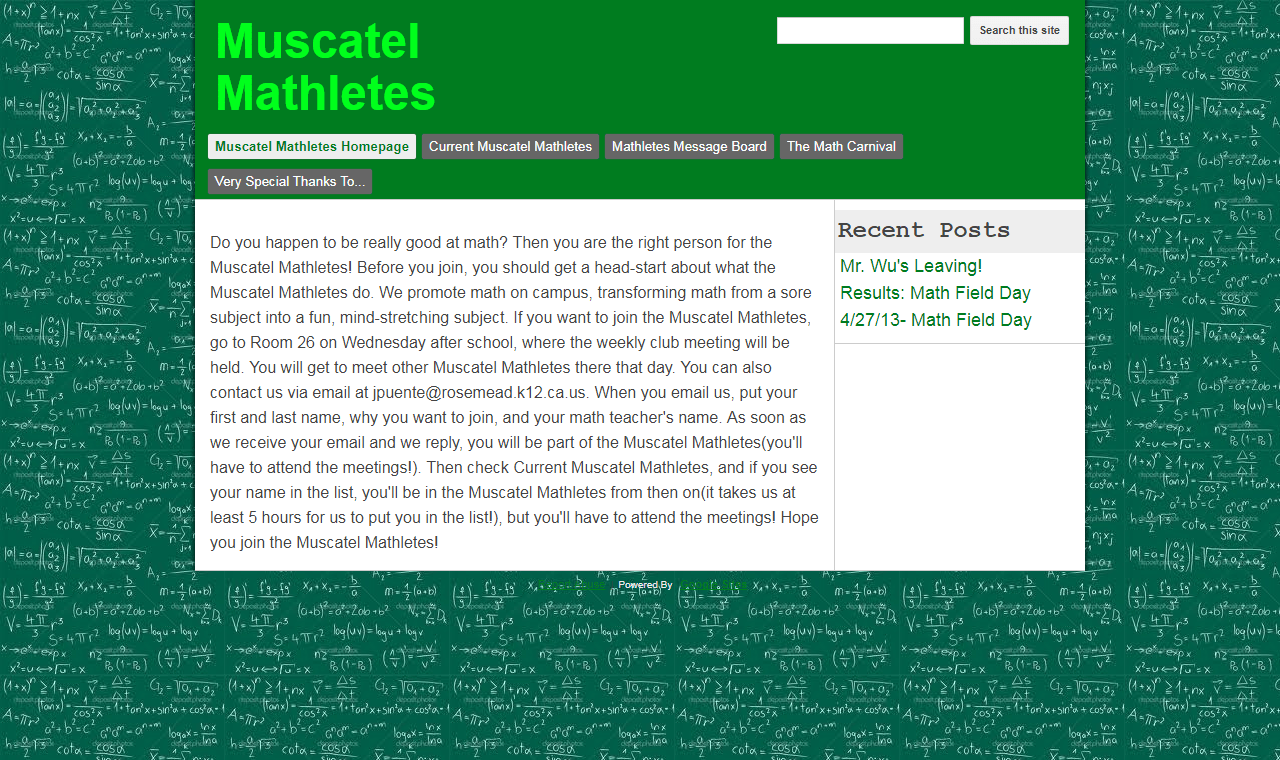 Muscatel
Mathletes
Search this site
Muscatel Mathletes Homepage
Current Muscatel Mathletes
Mathletes Message Board
The Math Carnival
Very Special Thanks To...
Do you happen to be really good at math? Then you are the right person for the
Muscatel Mathletes! Before you join, you should get a head-start about what the
Muscatel Mathletes do. We promote math on campus, transforming math from a sore
subject into a fun, mind-stretching subject. If you want to join the Muscatel Mathletes,
go to Room 26 on Wednesday after school, where the weekly club meeting will be
held. You will get to meet other Muscatel Mathletes there that day. You can also
contact us via email at jpuente@rosemead.k12.ca.us. When you email us, put your
first and last name, why you want to join, and your math teacher's name. As soon as
we receive your email and we reply, you will be part of the Muscatel Mathletes(you'll
have to attend the meetings!). Then check Current Muscatel Mathletes, and if you see
your name in the list, you'll be in the Muscatel Mathletes from then on(it takes us at
least 5 hours for us to put you in the list!), but you'll have to attend the meetings! Hope
you join the Muscatel Mathletes!
Recent Posts
Mr. Wu's Leaving!
Results: Math Field Day
4/27/13- Math Field Day
Powered By